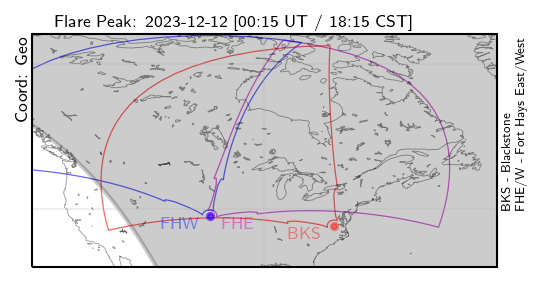 Flare Peak: 2023-12-12 [00:15 UT / 18:15 CST]
Coord: Geo
FHW
FHE
BKS
BKS - Blackstone
FHE/W - Fort Hays East/West